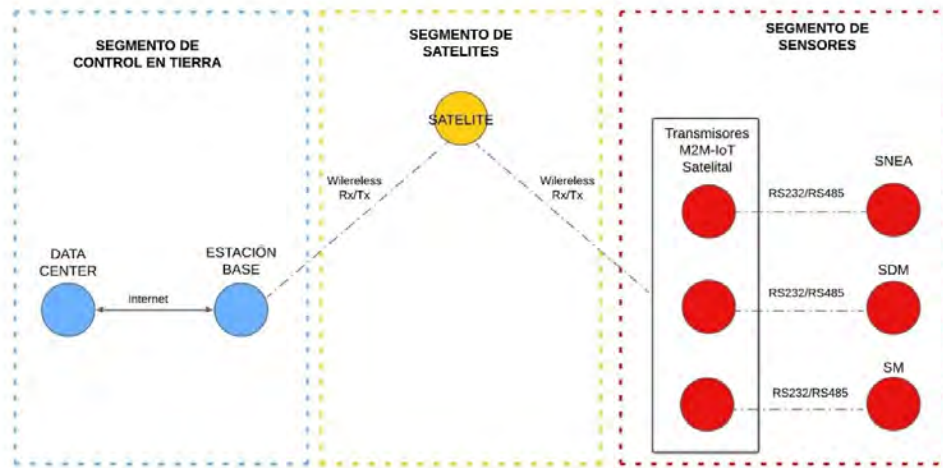 SEGMENTO DE
CONTROL EN TIERRA
SEGMENTO DE
SATELITES
SEGMENTO DE
SENSORES
SATELITE
Wilereless
Rx/Tx
Wilereless
Rx/Tx
DATA
CENTER
ESTACIÓN
BASE
Internet
Transmisores
M2M-IoT
Satelital
RS232/RS485
SNEA
RS232/RS485
SDM
RS232/RS485
SM